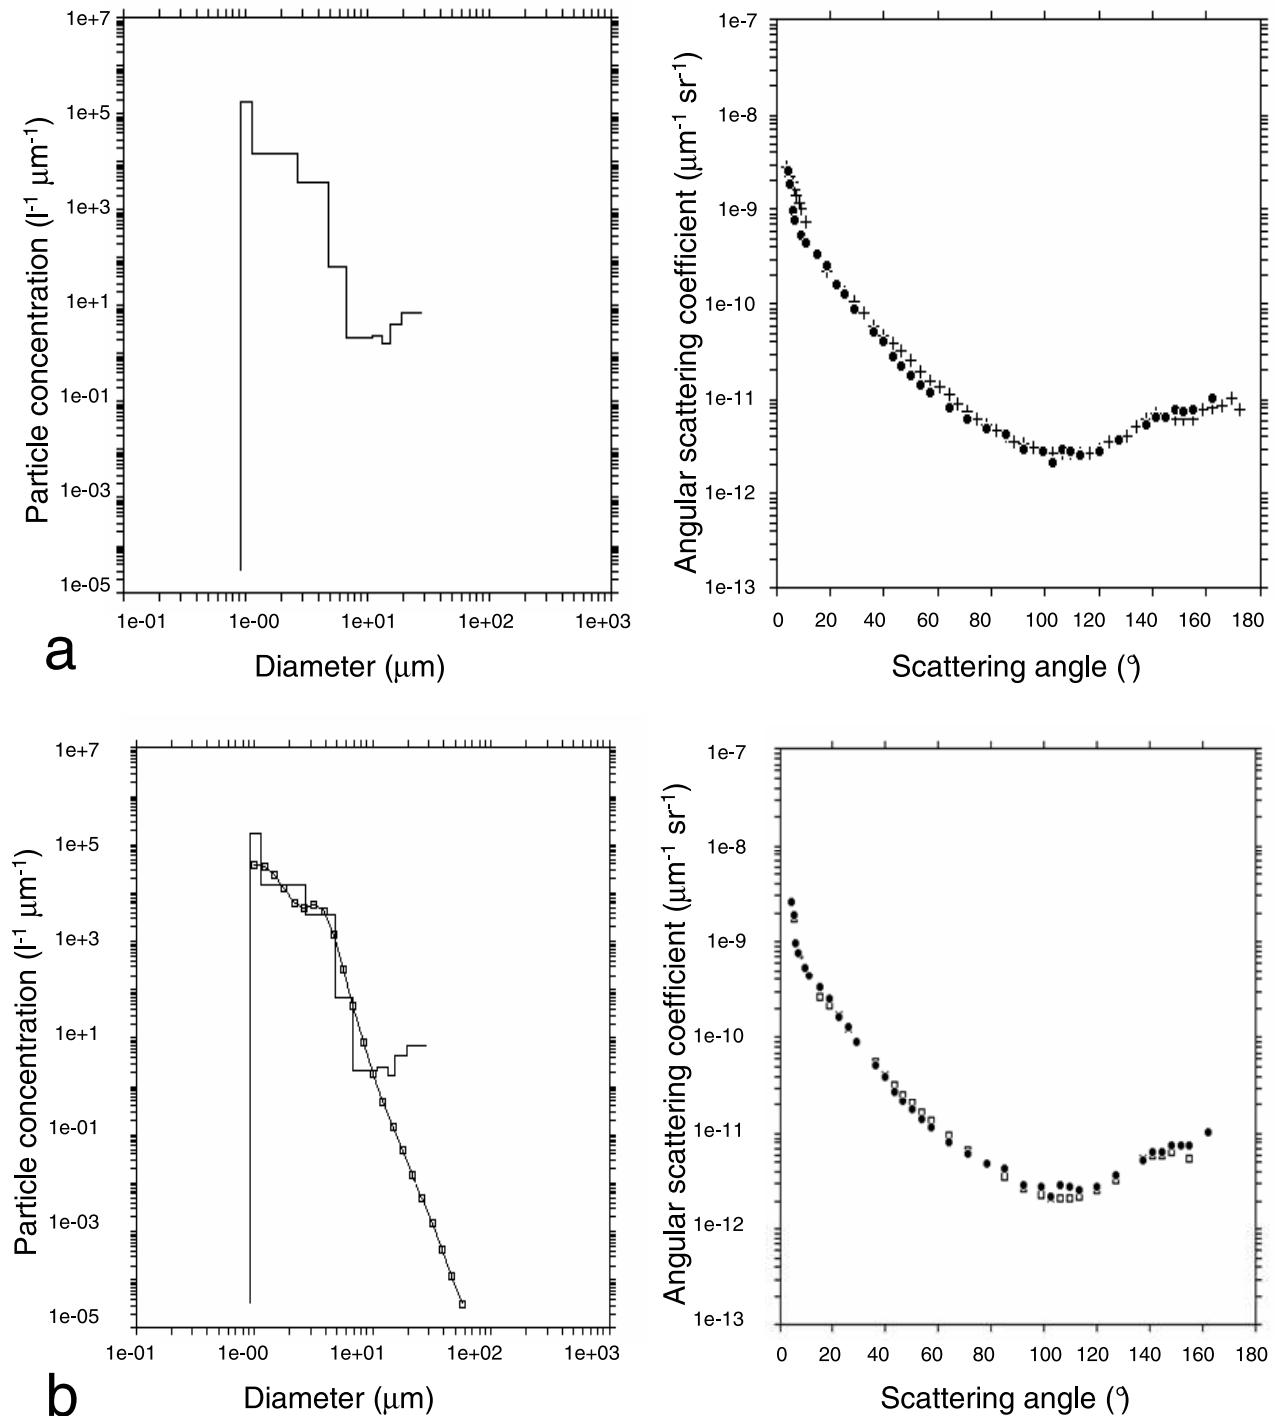 1e+7
1e+5
1e+3
1e+1
1e-01
1e-03
1e-05
Particle concentration (l-1 μm-1)
1e-01 1e-00 1e+01 1e+02 1e+03
Diameter (μm)
a
1e-7
1e-8
1e-9
1e-10
1e-11
1e-12
1e-13
Angular scattering coefficient (μm-1 sr-1)
0 20 40 60 80 100 120 140 160 180
Scattering angle (°)
1e+7
1e+5
1e+3
1e+1
1e-01
1e-03
1e-05
Particle concentration (l-1 μm-1)
1e-01 1e-00 1e+01 1e+02 1e+03
Diameter (μm)
b
1e-7
1e-8
1e-9
1e-10
1e-11
1e-12
1e-13
Angular scattering coefficient (μm-1 sr-1)
0 20 40 60 80 100 120 140 160 180
Scattering angle (°)